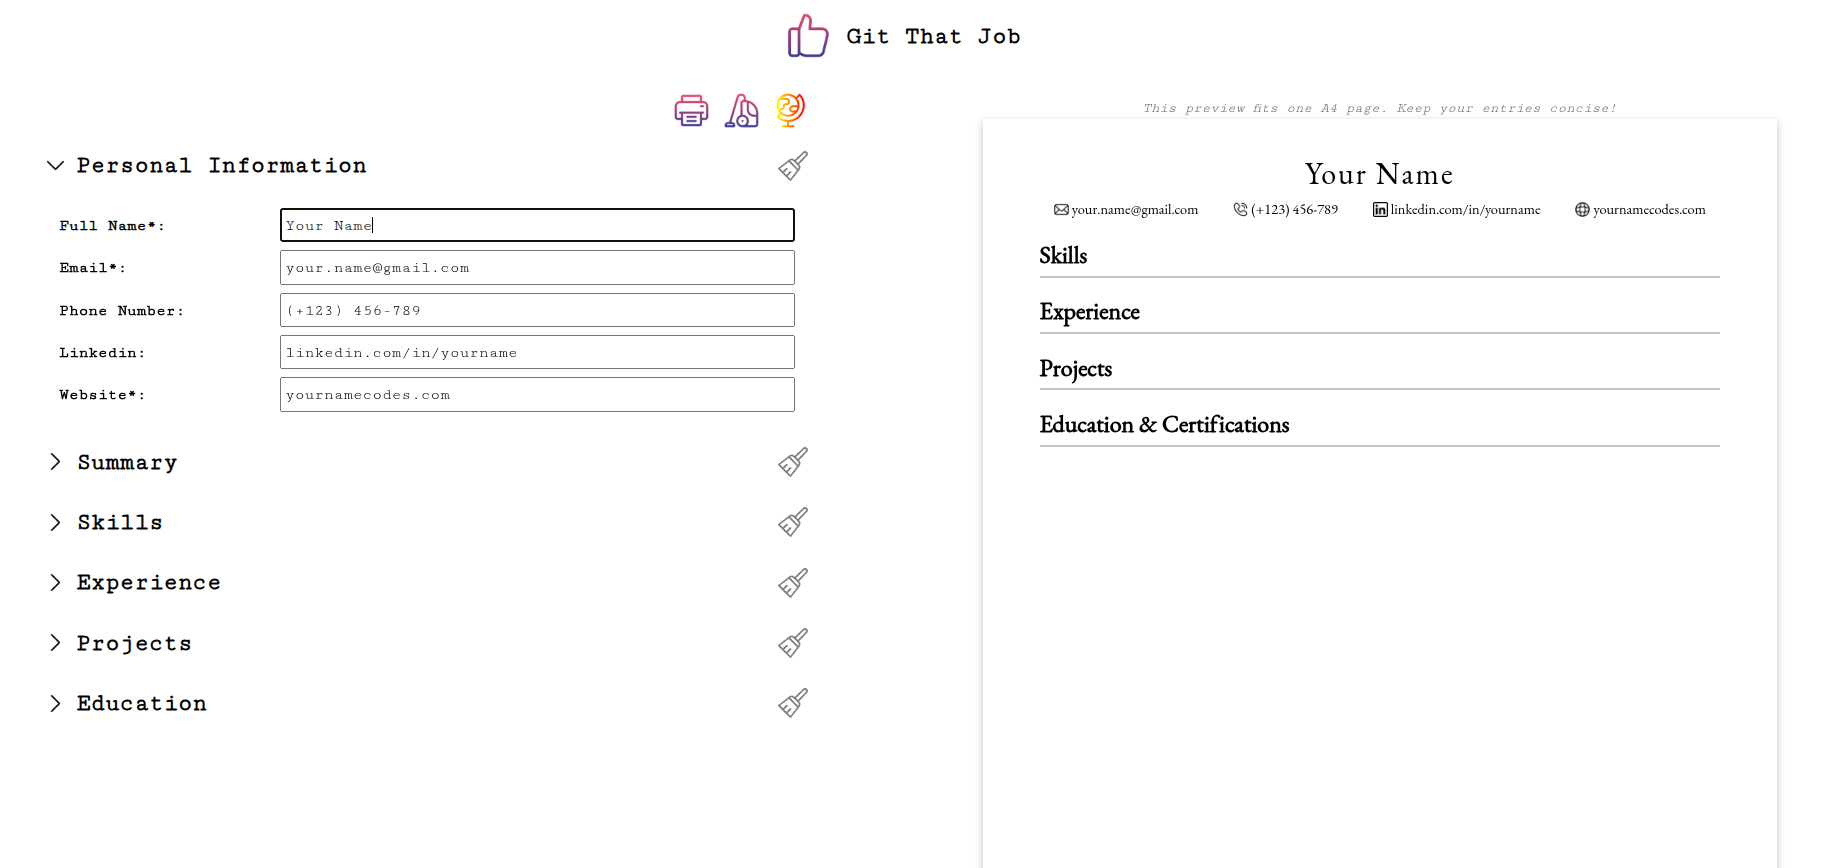 Git That Job
Personal Information
Full Name*:
Your Name
Email*:
your.name@gmail.com
Phone Number:
(+123) 456-789
Linkedin:
linkedin.com/in/yourname
Website*:
yournamecodes.com
Summary
Skills
Experience
Projects
Education
This preview fits one A4 page. Keep your entries concise!
Your Name
your.name@gmail.com (+123) 456-789 linkedin.com/in/yourname yournamecodes.com
Skills
Experience
Projects
Education & Certifications